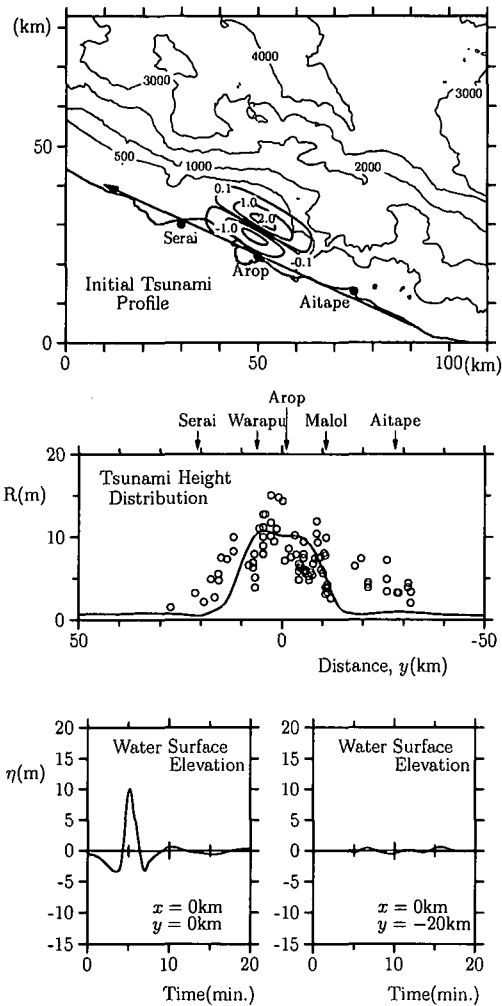 (km)
4000
3000
3000
50
500
1000
2000
0.1
1.0
2.0
-1.0
-0.1
Serai
Arop
Initial Tsunami
Profile
Aitape
0
0 50 100 (km)
Arop
Serai Warapu Malol Aitape
20
R(m)
Tsunami Height
Distribution
10
0
50 0 -50
Distance, y(km)
20 20
Water Surface
Elevation
Water Surface
Elevation
15 15
η(m)
10 10
5 5
0 0
-5 -5
-10 -10
x = 0km
y = 0km
x = 0km
y = −20km
-15 -15
0 10 20 0 10 20
Time(min.) Time(min.)